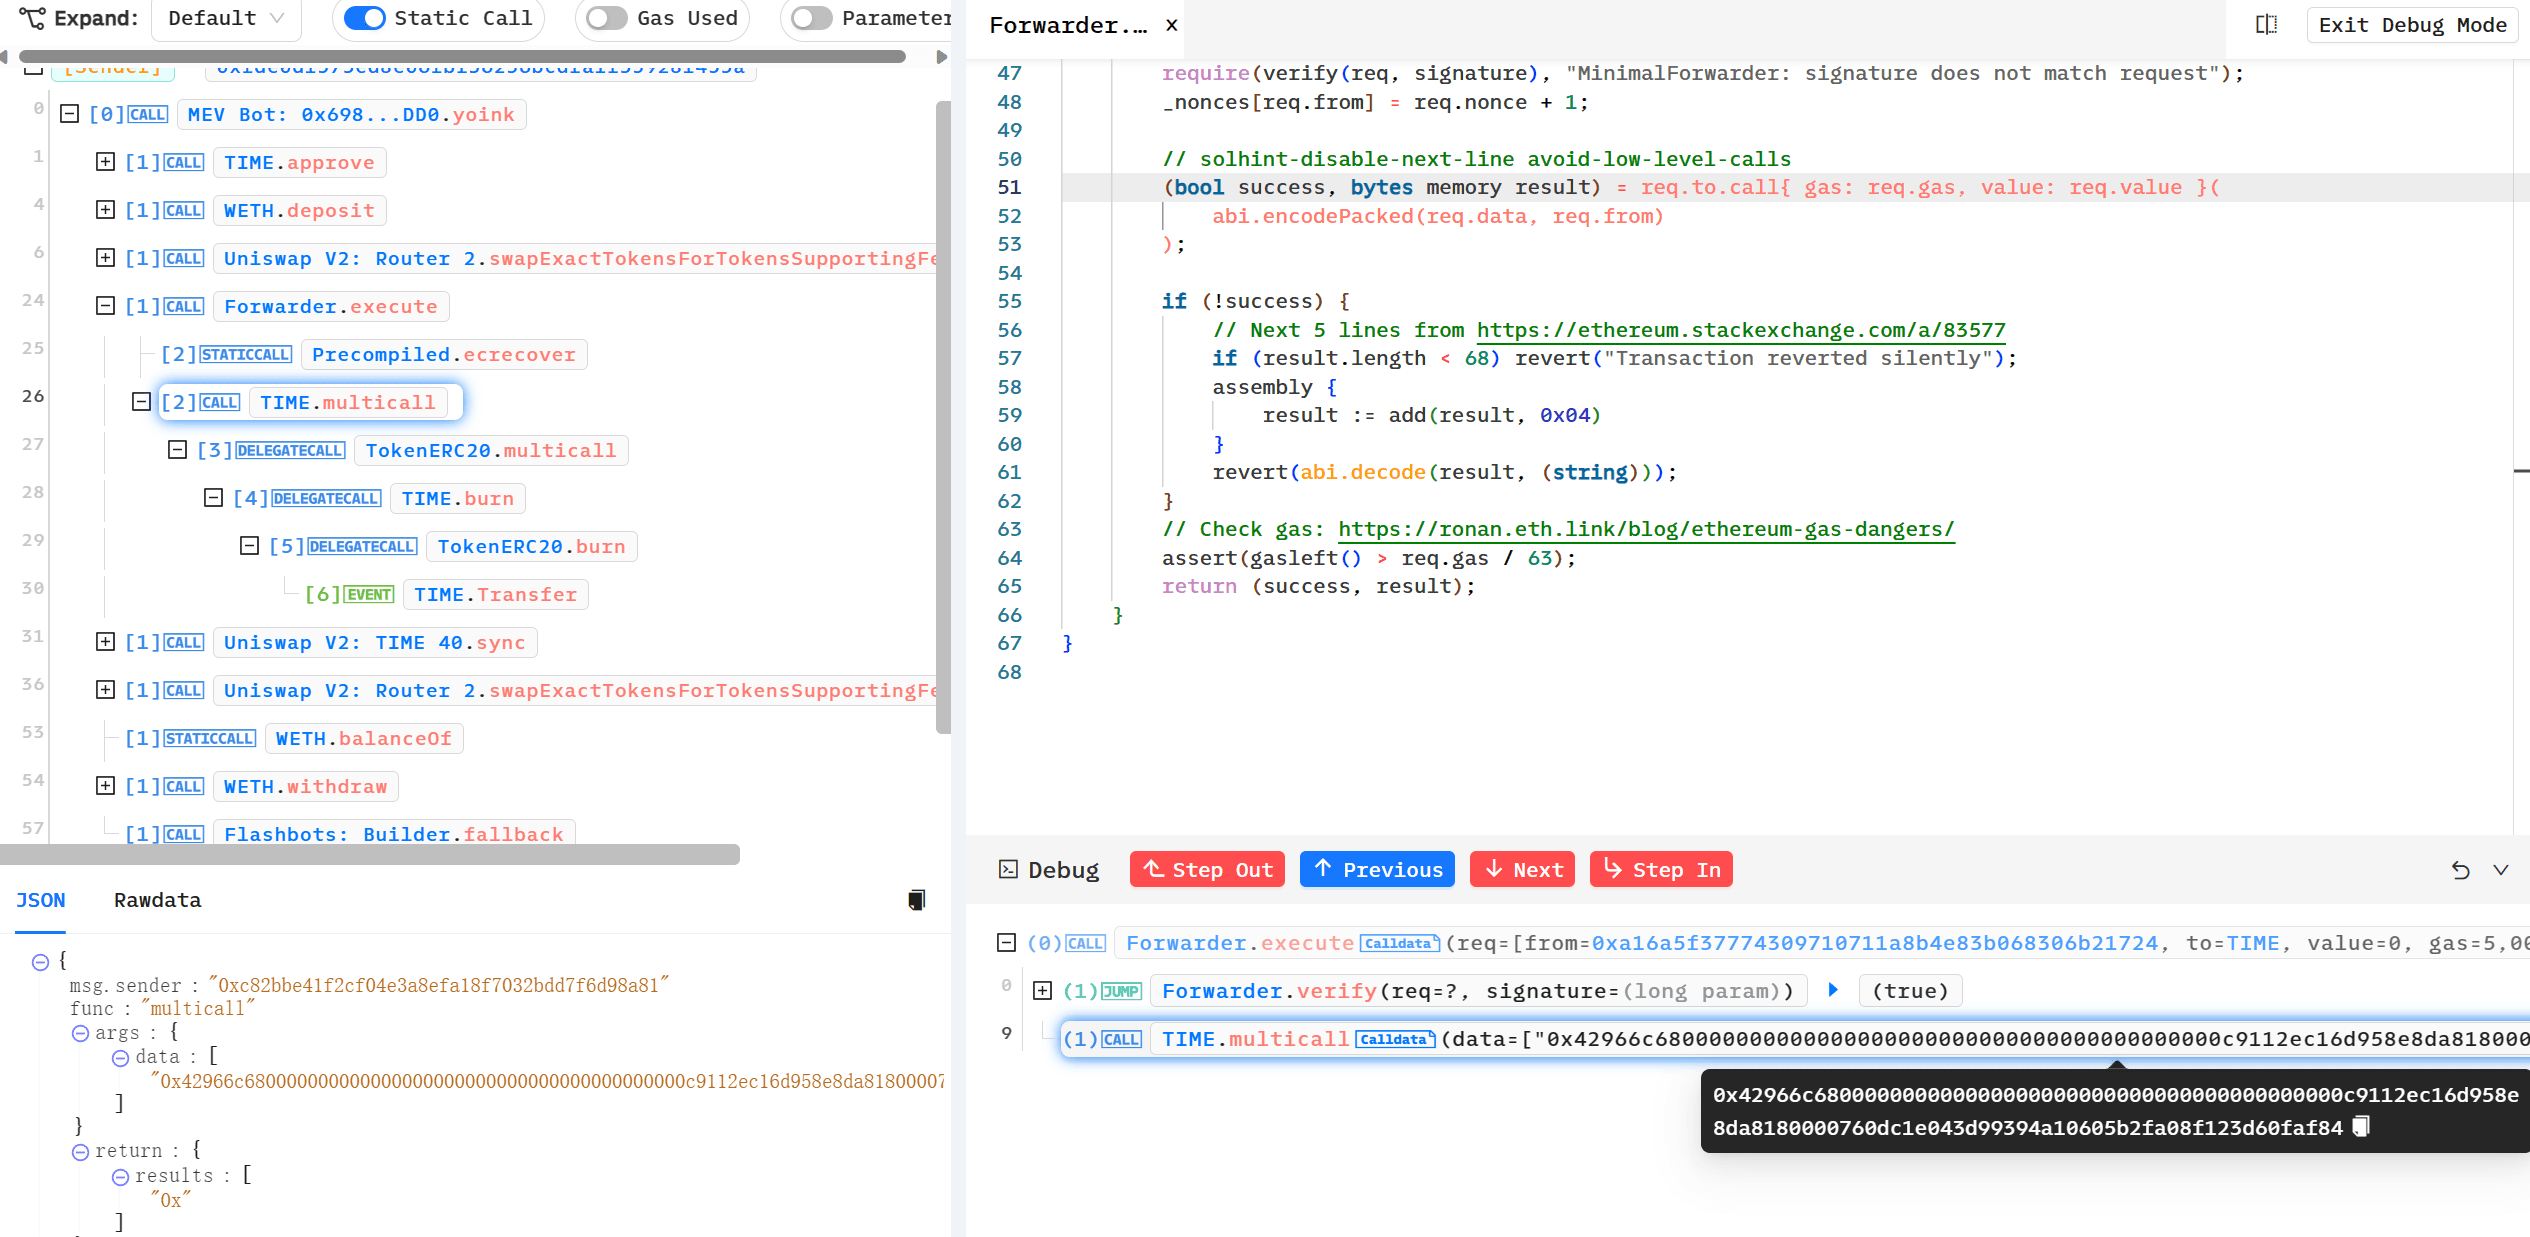 Expand: Default Static Call Gas Used Parameter
0 [0]CALL MEV Bot: 0x698...DD0.yoink
1 [1]CALL TIME.approve
4 [1]CALL WETH.deposit
6 [1]CALL Uniswap V2: Router 2.swapExactTokensForTokensSupportingFe
24 [1]CALL Forwarder.execute
25 [2]STATICCALL Precompiled.ecrecover
26 [2]CALL TIME.multicall
27 [3]DELEGATECALL TokenERC20.multicall
28 [4]DELEGATECALL TIME.burn
29 [5]DELEGATECALL TokenERC20.burn
30 [6]EVENT TIME.Transfer
31 [1]CALL Uniswap V2: TIME 40.sync
36 [1]CALL Uniswap V2: Router 2.swapExactTokensForTokensSupportingFe
53 [1]STATICCALL WETH.balanceOf
54 [1]CALL WETH.withdraw
57 [1]CALL Flashbots: Builder.fallback
JSON Rawdata
{
msg.sender : "0xc82bbe41f2cf04e3a8efa18f7032bdd7f6d98a81"
func : "multicall"
args : {
data : [
"0x42966c6800000000000000000000000000000000000000c9112ec16d958e8da81800007
]
}
return : {
results : [
"0x"
]
Forwarder.… ×
Exit Debug Mode
47 require(verify(req, signature), "MinimalForwarder: signature does not match request");
48 _nonces[req.from] = req.nonce + 1;
49
50 // solhint-disable-next-line avoid-low-level-calls
51 (bool success, bytes memory result) = req.to.call{ gas: req.gas, value: req.value }(
52 abi.encodePacked(req.data, req.from)
53 );
54
55 if (!success) {
56 // Next 5 lines from https://ethereum.stackexchange.com/a/83577
57 if (result.length < 68) revert("Transaction reverted silently");
58 assembly {
59 result := add(result, 0x04)
60 }
61 revert(abi.decode(result, (string)));
62 }
63 // Check gas: https://ronan.eth.link/blog/ethereum-gas-dangers/
64 assert(gasleft() > req.gas / 63);
65 return (success, result);
66 }
67 }
68
Debug Step Out Previous Next Step In
(0)CALL Forwarder.execute Calldata (req=[from=0xa16a5f37774309710711a8b4e83b068306b21724, to=TIME, value=0, gas=5,00
0 (1)JUMP Forwarder.verify(req=?, signature=(long param)) (true)
9 (1)CALL TIME.multicall Calldata (data=["0x42966c6800000000000000000000000000000000000000c9112ec16d958e8da818000
0x42966c6800000000000000000000000000000000000000c9112ec16d958e
8da8180000760dc1e043d99394a10605b2fa08f123d60faf84